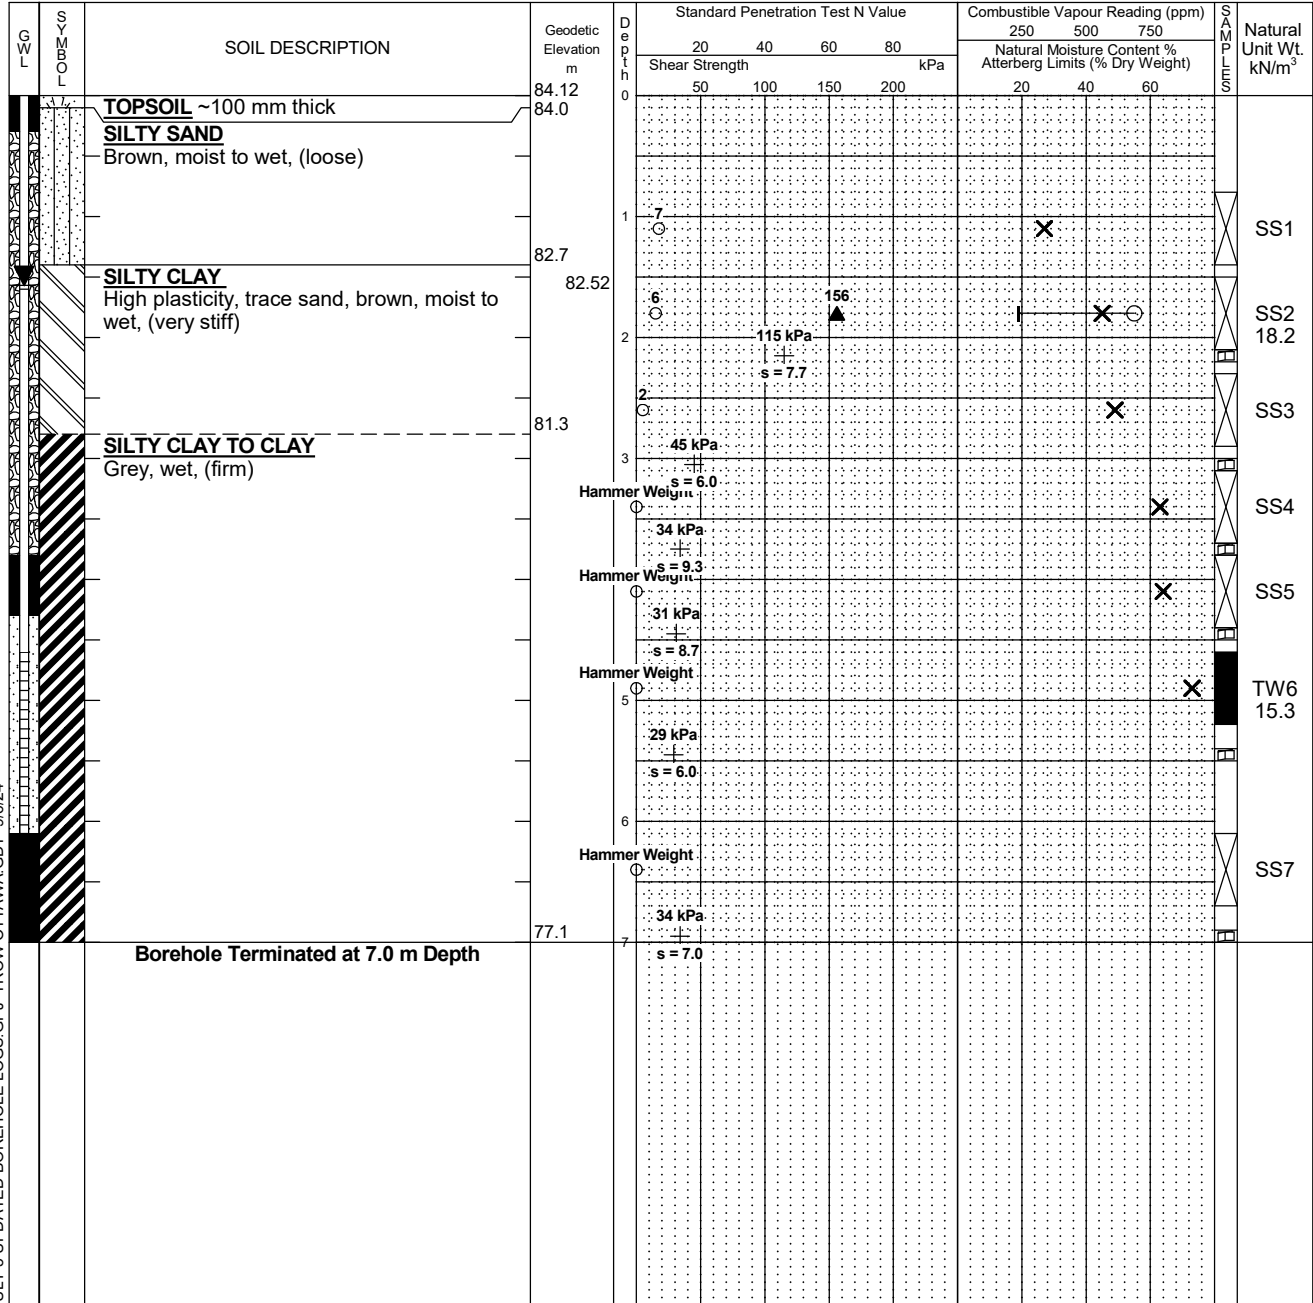 GWL
SYMBOL
SOIL DESCRIPTION
Geodetic
Elevation
m
Depth
Standard Penetration Test N Value
20 40 60 80
Shear Strength kPa
50 100 150 200
Combustible Vapour Reading (ppm)
250 500 750
Natural Moisture Content %
Atterberg Limits (% Dry Weight)
20 40 60
SAMPLES
Natural
Unit Wt.
kN/m³
84.12
0
TOPSOIL ~100 mm thick
84.0
SILTY SAND
Brown, moist to wet, (loose)
1
7
SS1
82.7
SILTY CLAY
High plasticity, trace sand, brown, moist to
wet, (very stiff)
82.52
6
156
SS2
18.2
2
115 kPa
s = 7.7
2
SS3
81.3
SILTY CLAY TO CLAY
Grey, wet, (firm)
3
45 kPa
s = 6.0
Hammer Weight
SS4
34 kPa
s = 9.3
Hammer Weight
SS5
31 kPa
s = 8.7
Hammer Weight
5
TW6
15.3
29 kPa
s = 6.0
6
Hammer Weight
SS7
34 kPa
s = 7.0
77.1
7
Borehole Terminated at 7.0 m Depth